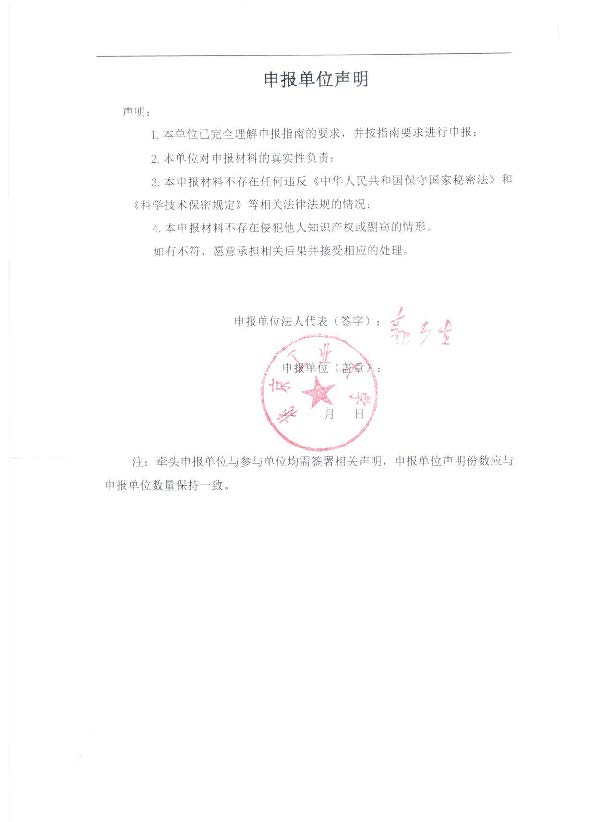 申报单位声明
声明：
1. 本单位已完全理解申报指南的要求，并按指南要求进行申报；
2. 本单位对申报材料的真实性负责；
3. 本申报材料不存在任何违反《中华人民共和国保守国家秘密法》和
《科学技术保密规定》等相关法律法规的情况；
4. 本申报材料不存在侵犯他人知识产权或剽窃的情形。
如有不符，愿意承担相关后果并接受相应的处理。
申报单位法人代表（签字）：
申报单位（盖章）：
京工业大学
月 日
注：牵头申报单位与参与单位均需签署相关声明，申报单位声明份数应与
申报单位数量保持一致。